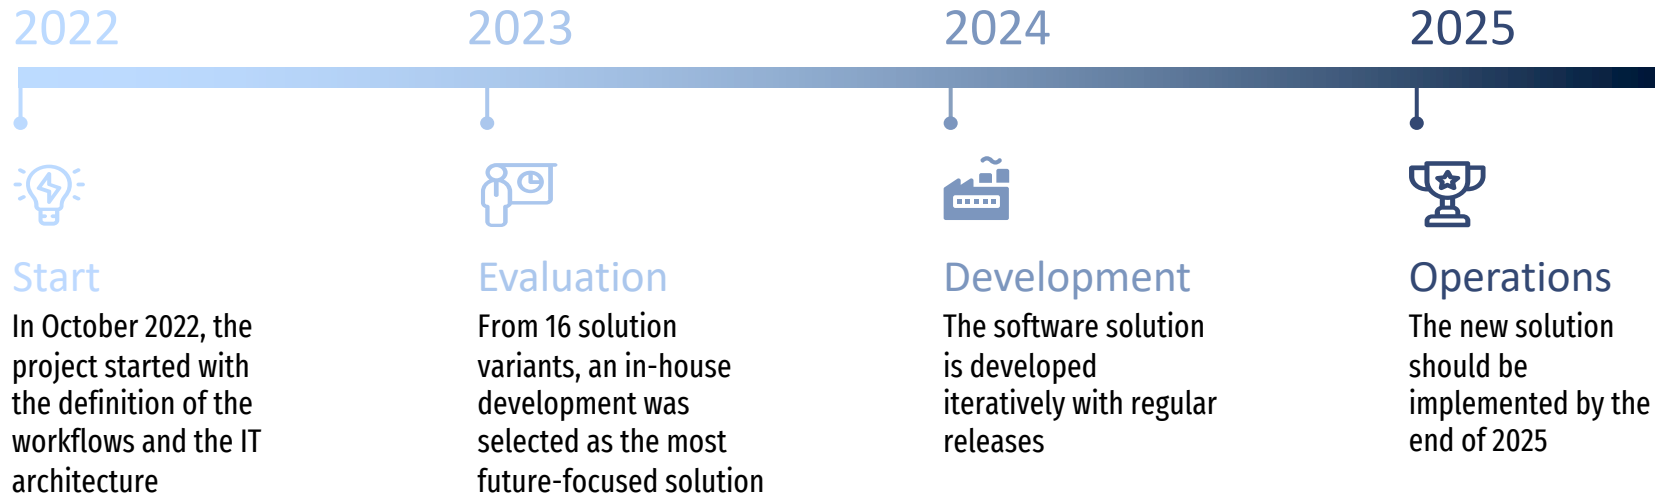 2022
2023
2024
2025
Start
In October 2022, the
project started with
the definition of the
workflows and the IT
architecture
Evaluation
From 16 solution
variants, an in-house
development was
selected as the most
future-focused solution
Development
The software solution
is developed
iteratively with regular
releases
Operations
The new solution
should be
implemented by the
end of 2025